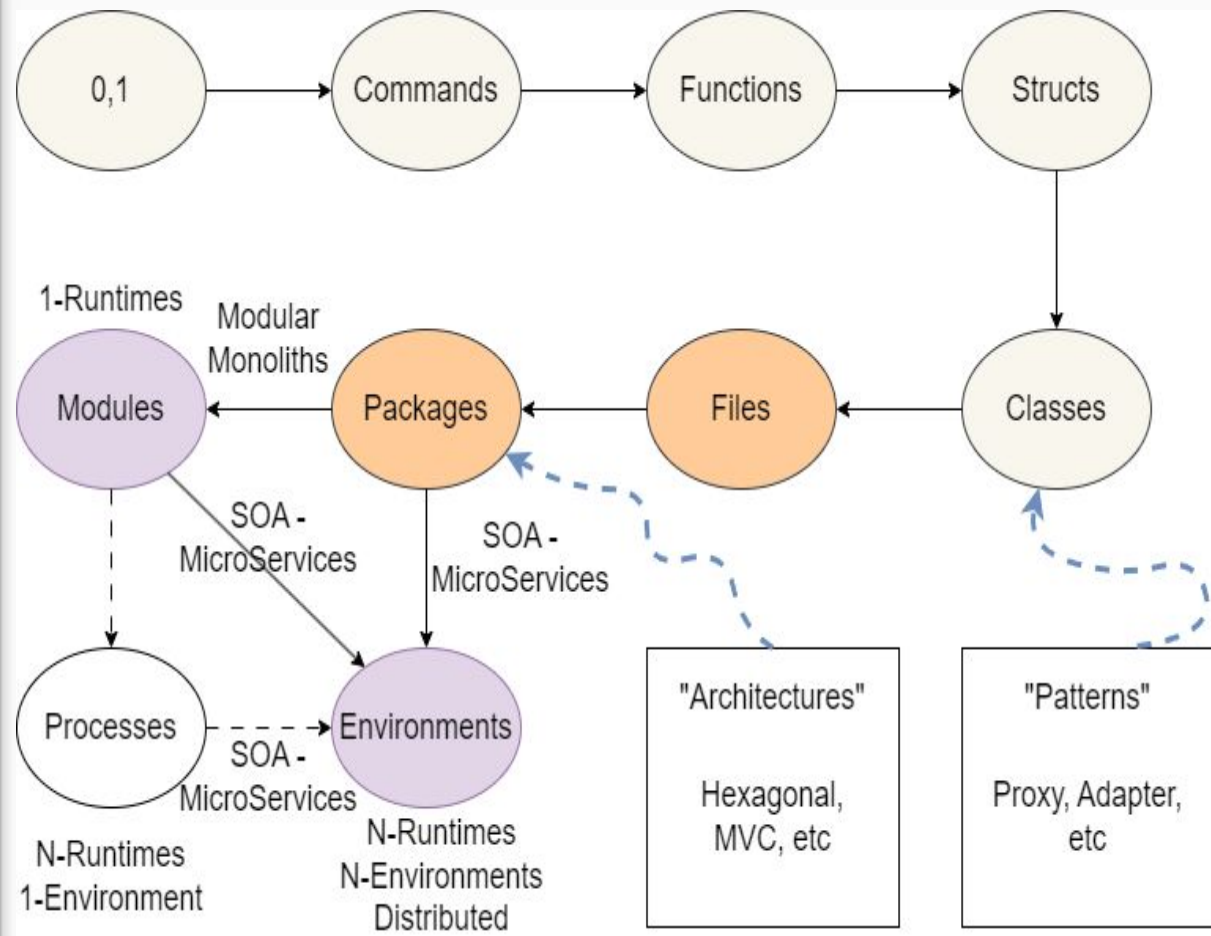 0,1
Commands
Functions
Structs
1-Runtimes
Modular
Monoliths
Modules
Packages
Files
Classes
SOA -
MicroServices
SOA -
MicroServices
Processes
SOA -
MicroServices
Environments
"Architectures"
Hexagonal,
MVC, etc
"Patterns"
Proxy, Adapter,
etc
N-Runtimes
1-Environment
N-Runtimes
N-Environments
Distributed